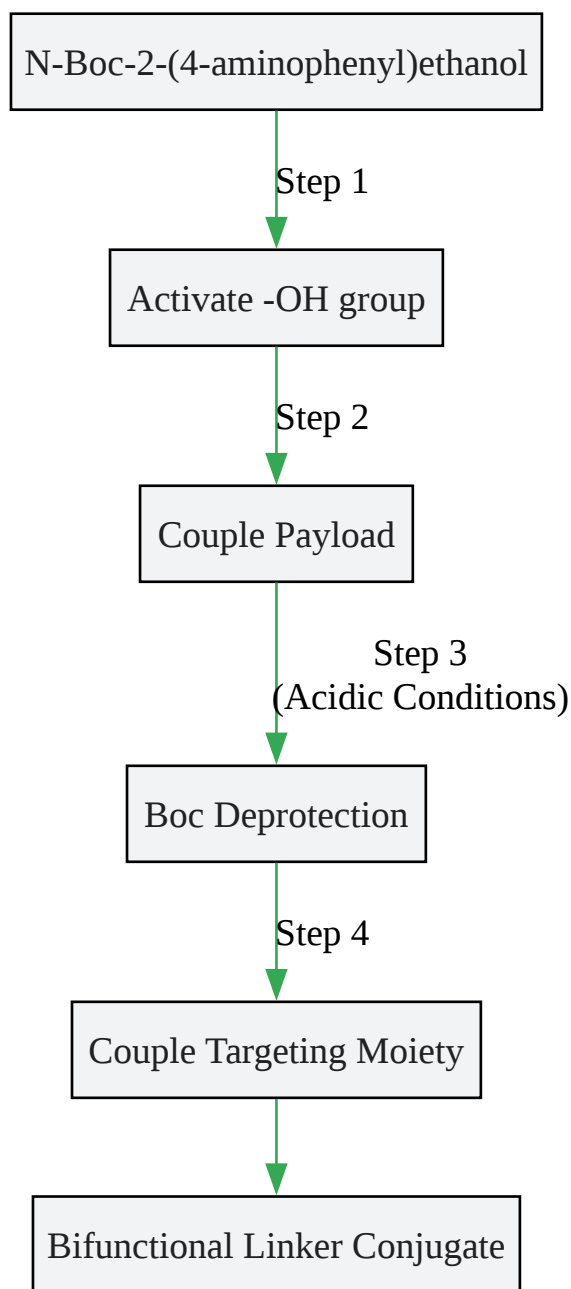 N-Boc-2-(4-aminophenyl)ethanol
Step 1
Activate -OH group
Step 2
Couple Payload
Step 3
(Acidic Conditions)
Boc Deprotection
Step 4
Couple Targeting Moiety
Bifunctional Linker Conjugate